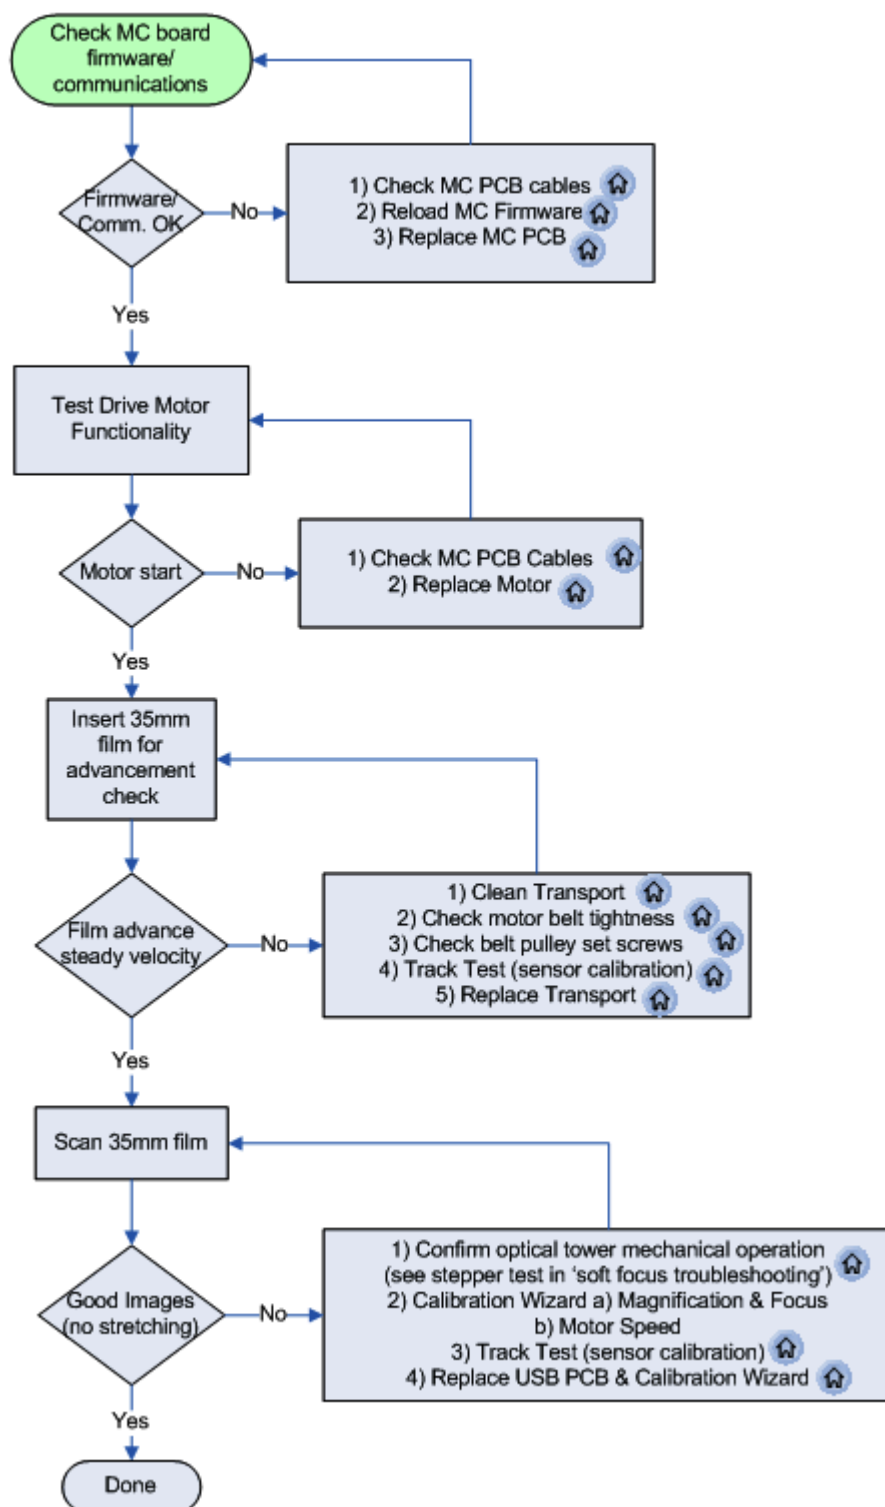 Check MC board
firmware/
communications
Firmware/
Comm. OK
No
1) Check MC PCB cables
2) Reload MC Firmware
3) Replace MC PCB
Yes
Test Drive Motor
Functionality
Motor start
No
1) Check MC PCB Cables
2) Replace Motor
Yes
Insert 35mm
film for
advancement
check
Film advance
steady velocity
No
1) Clean Transport
2) Check motor belt tightness
3) Check belt pulley set screws
4) Track Test (sensor calibration)
5) Replace Transport
Yes
Scan 35mm film
Good Images
(no stretching)
No
1) Confirm optical tower mechanical operation
(see stepper test in ‘soft focus troubleshooting’)
2) Calibration Wizard a) Magnification & Focus
b) Motor Speed
3) Track Test (sensor calibration)
4) Replace USB PCB & Calibration Wizard
Yes
Done